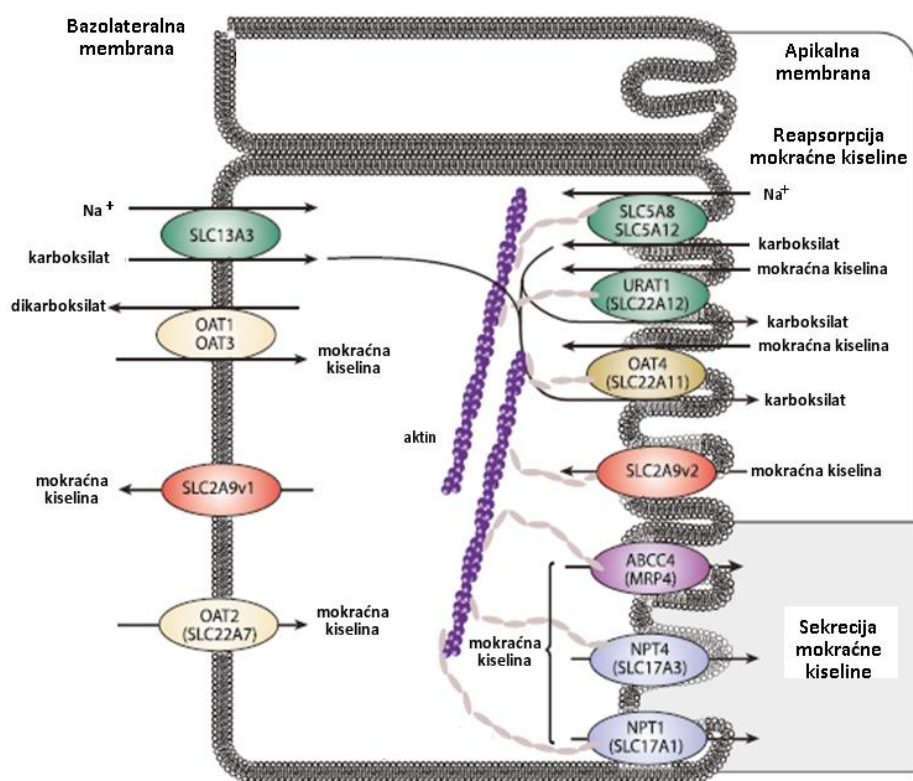 Bazolateralna
membrana
Apikalna
membrana
Reapsorpcija
mokraćne kiseline
Na+
SLC13A3
karboksilat
dikarboksilat
OAT1
OAT3
mokraćna
kiselina
mokraćna
kiselina
SLC2A9v1
OAT2
(SLC22A7)
mokraćna
kiselina
aktin
Na+
SLC5A8
SLC5A12
karboksilat
mokraćna kiselina
URAT1
(SLC22A12)
karboksilat
mokraćna kiselina
OAT4
(SLC22A11)
karboksilat
SLC2A9v2
mokraćna kiselina
ABCC4
(MRP4)
mokraćna
kiselina
NPT4
(SLC17A3)
NPT1
(SLC17A1)
Sekrecija
mokraćne
kiseline